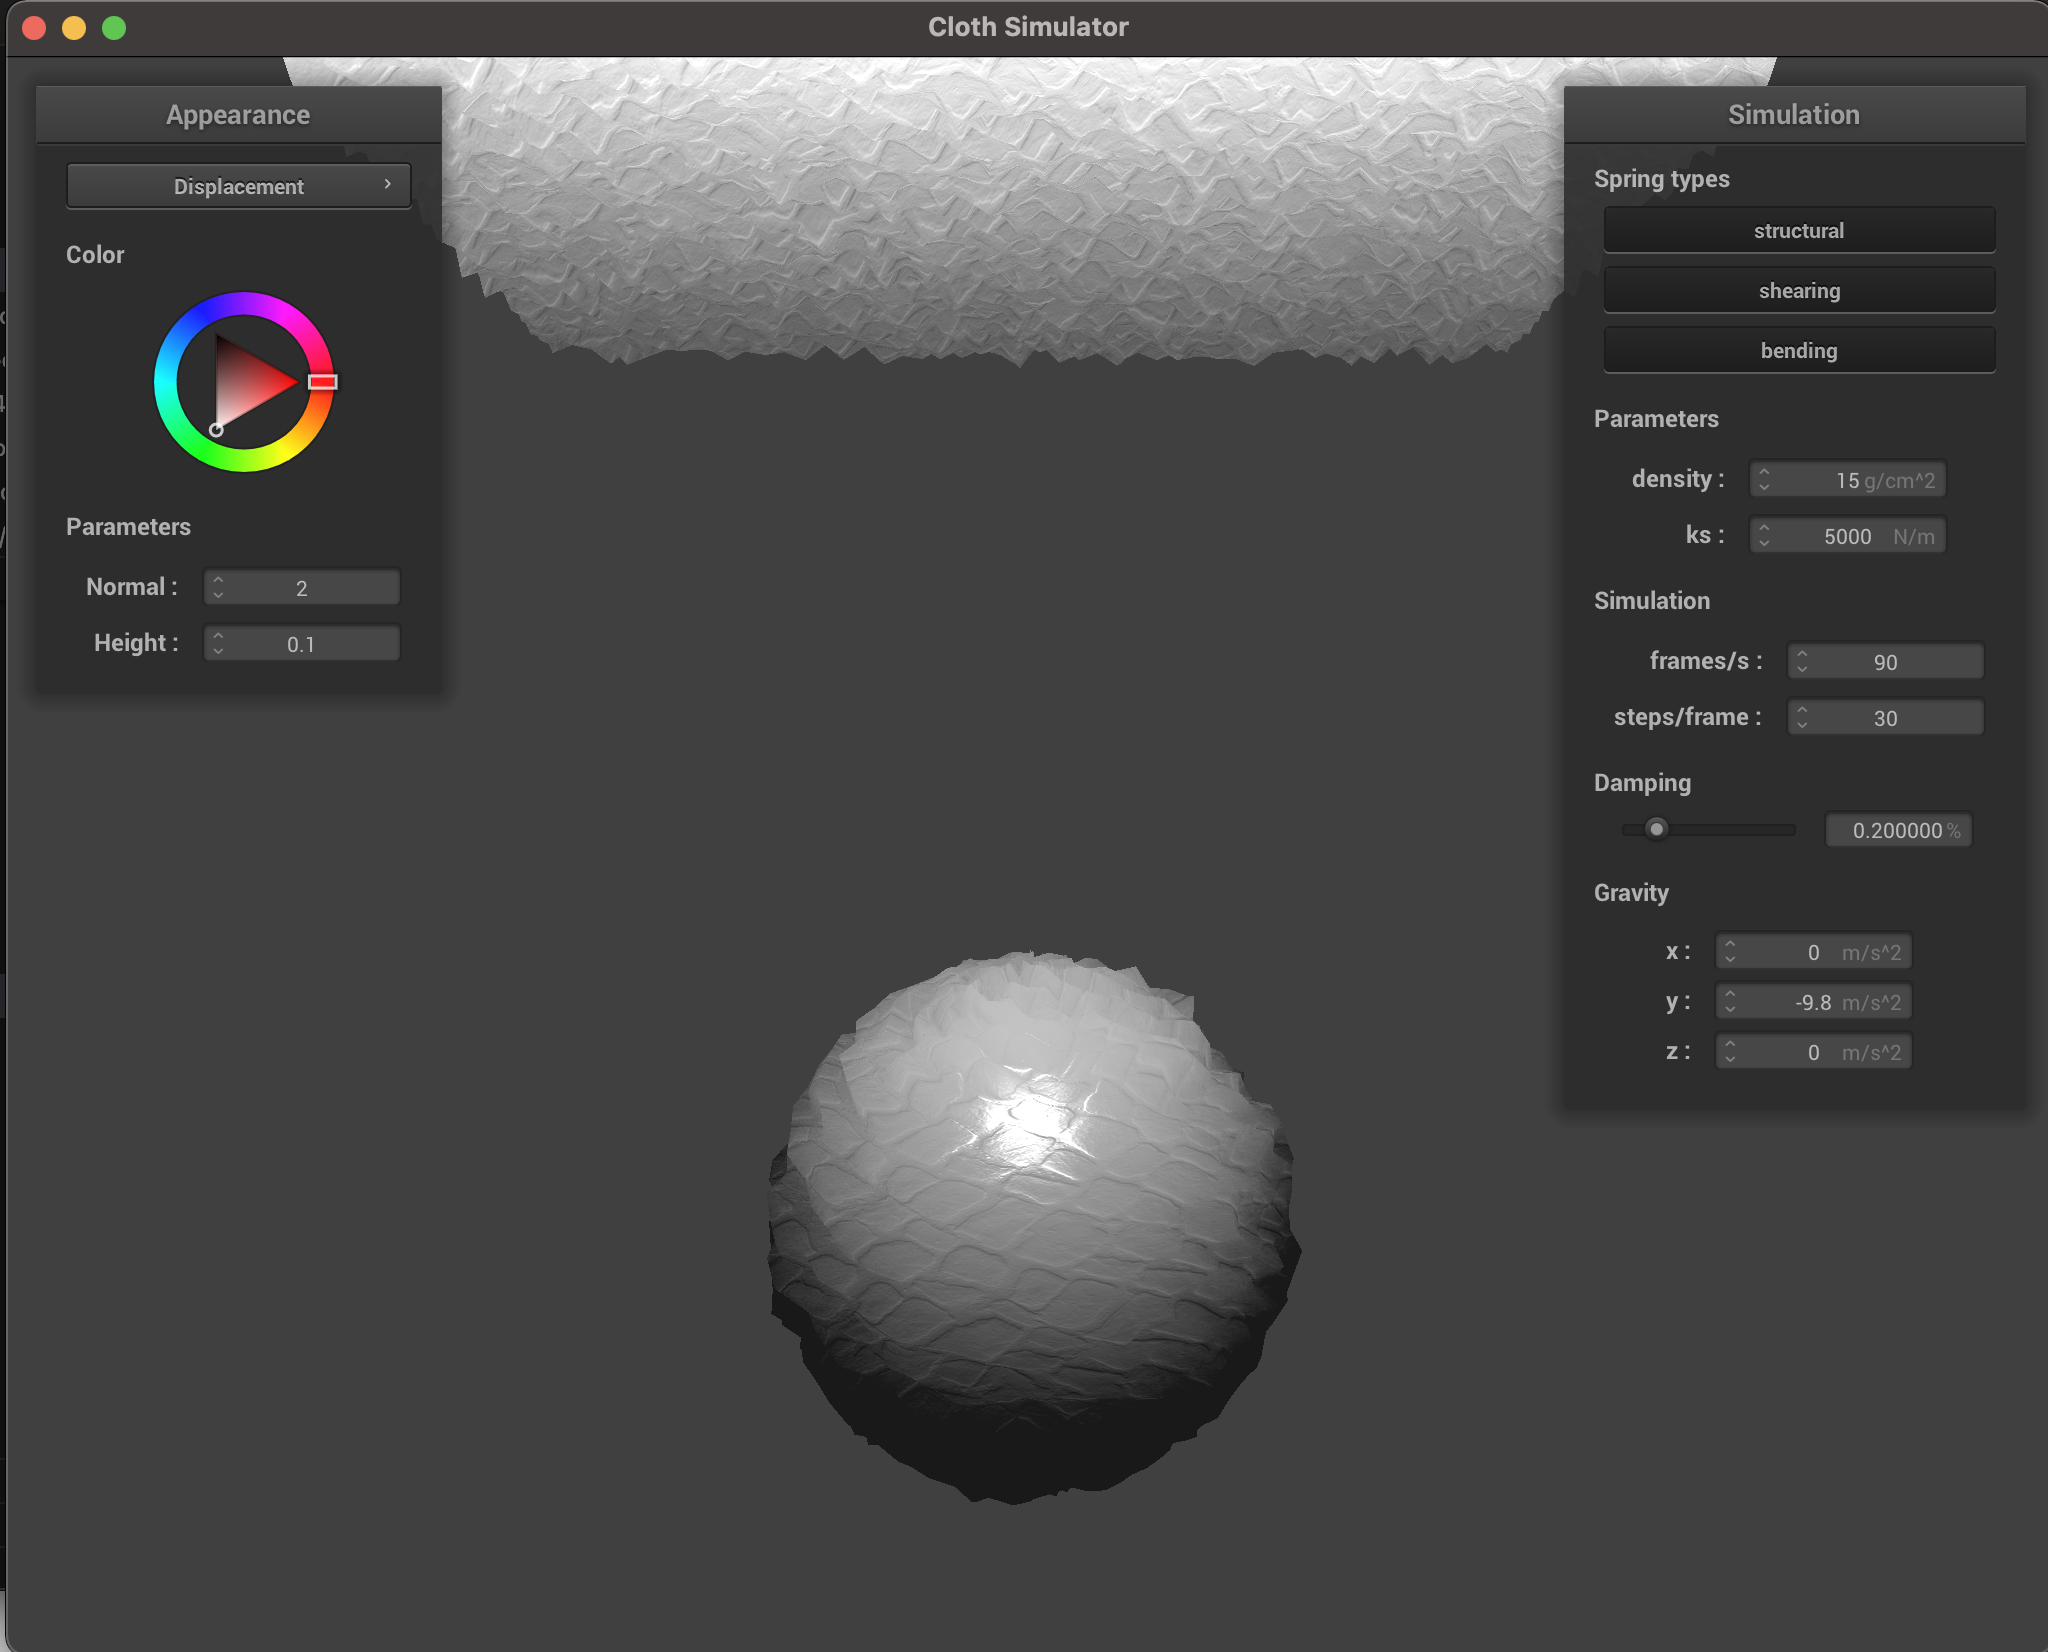 Cloth Simulator
Appearance
Displacement
Color
Parameters
Normal : 2
Height : 0.1
Simulation
Spring types
structural
shearing
bending
Parameters
density : 15 g/cm^2
ks : 5000 N/m
Simulation
frames/s : 90
steps/frame : 30
Damping
0.200000 %
Gravity
x : 0 m/s^2
y : -9.8 m/s^2
z : 0 m/s^2